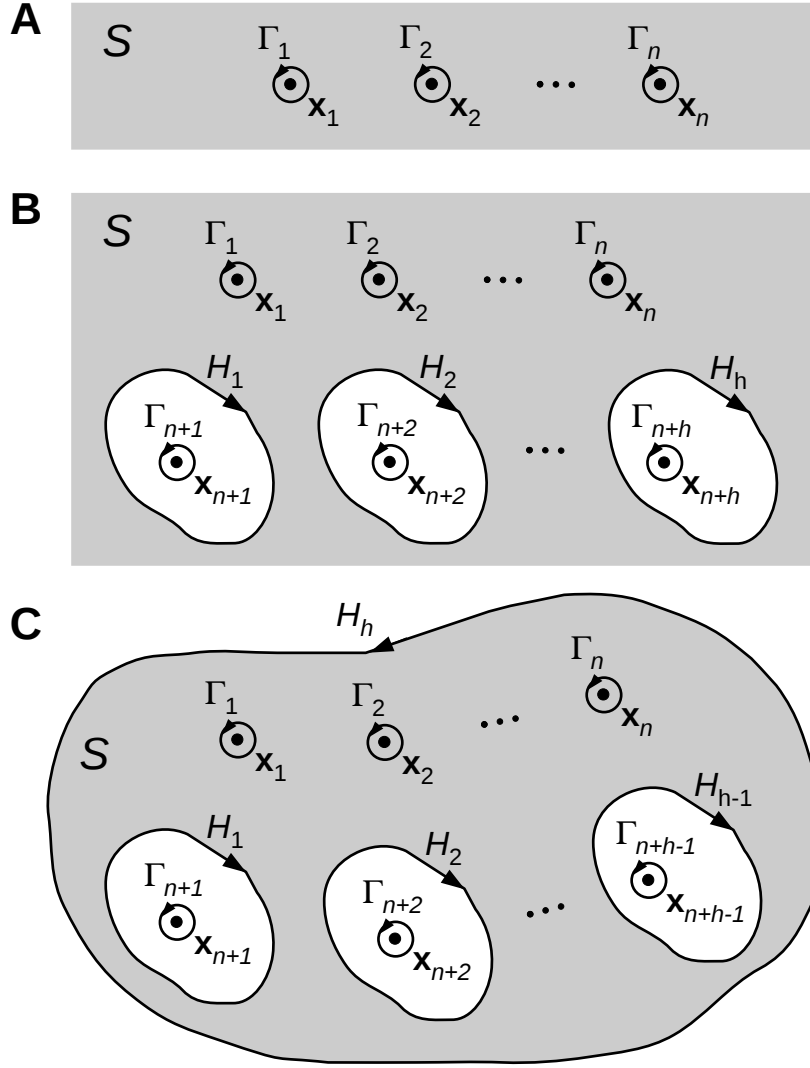 A
S
Γ1 Γ2 Γn
x1 x2 ... xn
B
S
Γ1 Γ2 Γn
x1 x2 ... xn
H1 H2 Hh
Γn+1 Γn+2 Γn+h
xn+1 xn+2 ... xn+h
C
Hh
Γn
Γ1 Γ2 ...
xn
S
x1 x2
Hh-1
H1 H2
Γn+h-1
Γn+1 Γn+2
xn+h-1
...
xn+1 xn+2